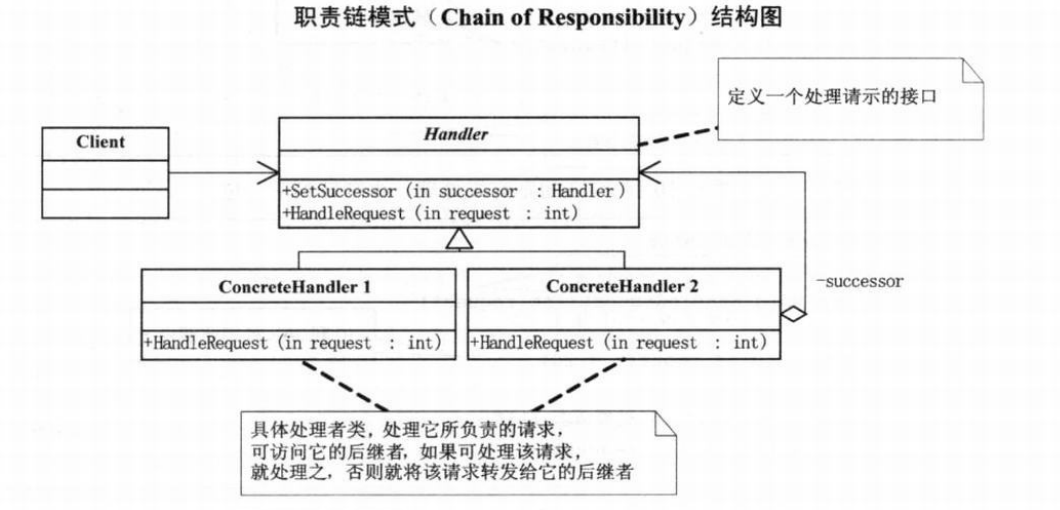 职责链模式（Chain of Responsibility）结构图
定义一个处理请示的接口
Client
Handler
+SetSuccessor (in successor : Handler)
+HandleRequest (in request : int)
ConcreteHandler 1
+HandleRequest (in request : int)
ConcreteHandler 2
+HandleRequest (in request : int)
-successor
具体处理者类，处理它所负责的请求，
可访问它的后继者，如果可处理该请求，
就处理之，否则就将该请求转发给它的后继者